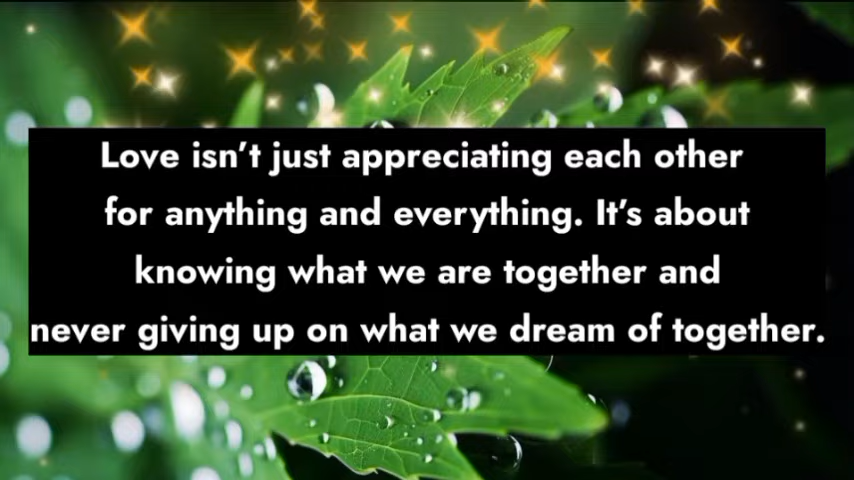 Love isn’t just appreciating each other
for anything and everything. It’s about
knowing what we are together and
never giving up on what we dream of together.